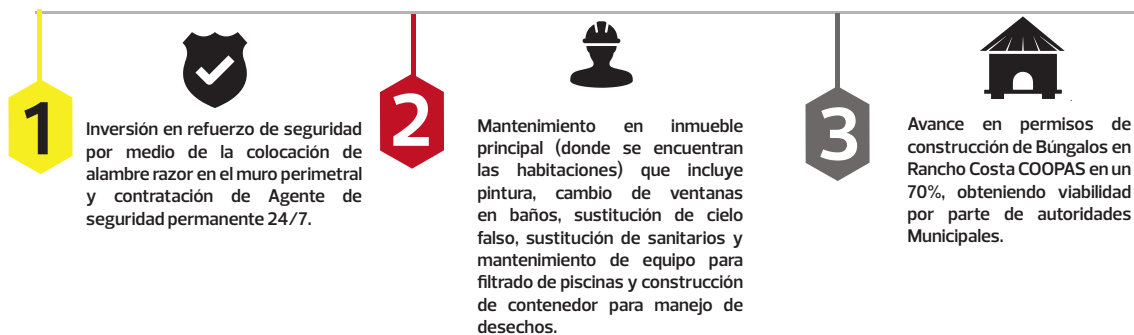 1
Inversión en refuerzo de seguridad
por medio de la colocación de
alambre razor en el muro perimetral
y contratación de Agente de
seguridad permanente 24/7.
2
Mantenimiento en inmueble
principal (donde se encuentran
las habitaciones) que incluye
pintura, cambio de ventanas
en baños, sustitución de cielo
falso, sustitución de sanitarios y
mantenimiento de equipo para
filtrado de piscinas y construcción
de contenedor para manejo de
desechos.
3
Avance en permisos de
construcción de Búngalos en
Rancho Costa COOPAS en un
70%, obteniendo viabilidad
por parte de autoridades
Municipales.